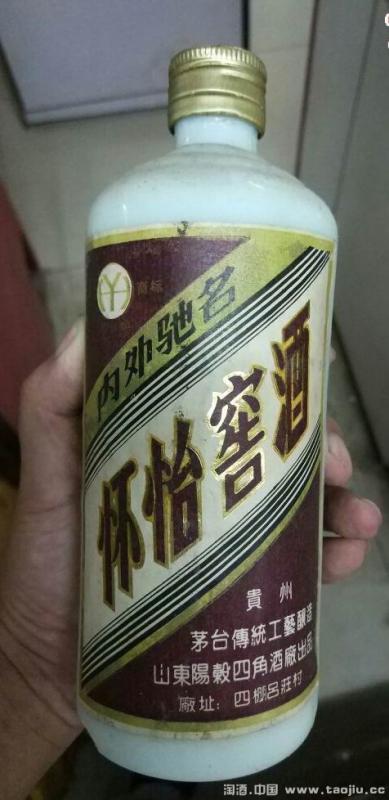 商标
内外驰名
怀怡窖酒
貴州
茅台傳統工藝釀造
山東陽穀四角酒廠出品
廠址：四棚呂莊村
淘酒.中国 www.taojiu.cc